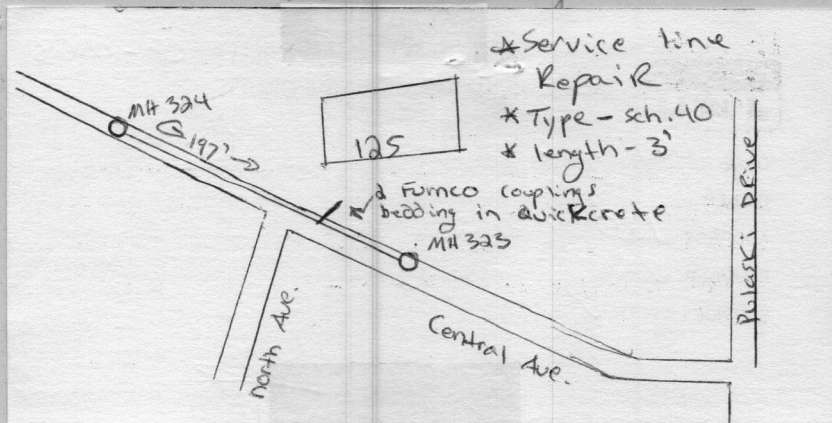 *Service line
Repair
* Type - sch. 40
* length - 3'
MH 324
197'
125
2 Furnco couplings
bedding in Quickcrete
MH 323
Central Ave.
north Ave.
Pulaski Drive